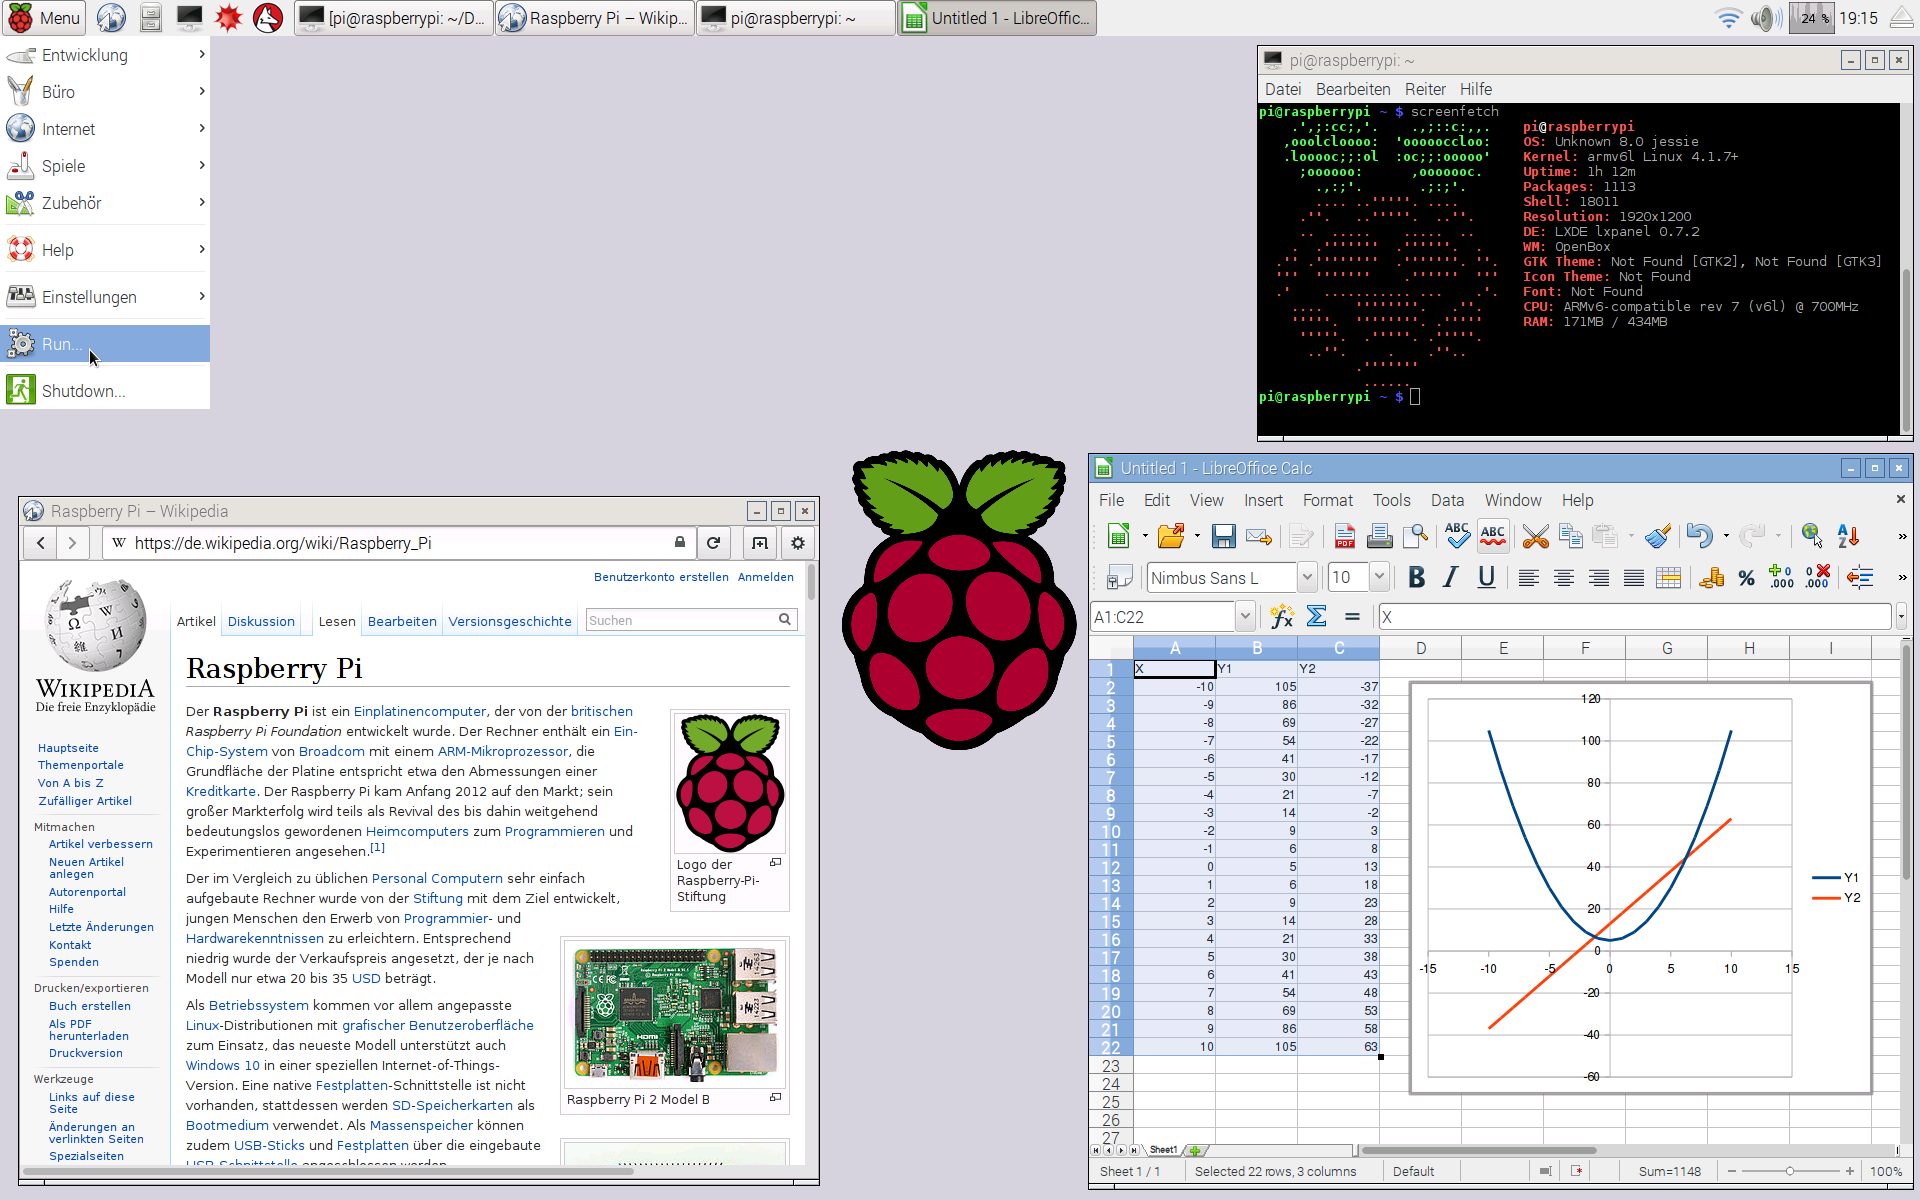 Menu
[pi@raspberrypi: ~/D...
Raspberry Pi – Wikip...
pi@raspberrypi: ~
Untitled 1 - LibreOffic...
24 %
19:15
Entwicklung
Büro
Internet
Spiele
Zubehör
Help
Einstellungen
Run...
Shutdown...
pi@raspberrypi: ~
Datei Bearbeiten Reiter Hilfe
pi@raspberrypi ~ $ screenfetch
pi@raspberrypi
OS: Unknown 8.0 jessie
Kernel: armv6l Linux 4.1.7+
Uptime: 1h 12m
Packages: 1113
Shell: 18011
Resolution: 1920x1200
DE: LXDE lxpanel 0.7.2
WM: OpenBox
GTK Theme: Not Found [GTK2], Not Found [GTK3]
Icon Theme: Not Found
Font: Not Found
CPU: ARMv6-compatible rev 7 (v6l) @ 700MHz
RAM: 171MB / 434MB
pi@raspberrypi ~ $
Raspberry Pi – Wikipedia
W https://de.wikipedia.org/wiki/Raspberry_Pi
Benutzerkonto erstellen Anmelden
Artikel Diskussion Lesen Bearbeiten Versionsgeschichte Suchen
WIKIPEDIA
Die freie Enzyklopädie
Hauptseite
Themenportale
Von A bis Z
Zufälliger Artikel
Mitmachen
Artikel verbessern
Neuen Artikel
anlegen
Autorenportal
Hilfe
Letzte Änderungen
Kontakt
Spenden
Drucken/exportieren
Buch erstellen
Als PDF
herunterladen
Druckversion
Werkzeuge
Links auf diese
Seite
Änderungen an
verlinkten Seiten
Spezialseiten
Raspberry Pi
Der Raspberry Pi ist ein Einplatinencomputer, der von der britischen
Raspberry Pi Foundation entwickelt wurde. Der Rechner enthält ein Ein-
Chip-System von Broadcom mit einem ARM-Mikroprozessor, die
Grundfläche der Platine entspricht etwa den Abmessungen einer
Kreditkarte. Der Raspberry Pi kam Anfang 2012 auf den Markt; sein
großer Markterfolg wird teils als Revival des bis dahin weitgehend
bedeutungslos gewordenen Heimcomputers zum Programmieren und
Experimentieren angesehen.[1]
Der im Vergleich zu üblichen Personal Computern sehr einfach
aufgebaute Rechner wurde von der Stiftung mit dem Ziel entwickelt,
jungen Menschen den Erwerb von Programmier- und
Hardwarekenntnissen zu erleichtern. Entsprechend
niedrig wurde der Verkaufspreis angesetzt, der je nach
Modell nur etwa 20 bis 35 USD beträgt.
Als Betriebssystem kommen vor allem angepasste
Linux-Distributionen mit grafischer Benutzeroberfläche
zum Einsatz, das neueste Modell unterstützt auch
Windows 10 in einer speziellen Internet-of-Things-
Version. Eine native Festplatten-Schnittstelle ist nicht
vorhanden, stattdessen werden SD-Speicherkarten als
Bootmedium verwendet. Als Massenspeicher können
zudem USB-Sticks und Festplatten über die eingebaute
Logo der
Raspberry-Pi-
Stiftung
HDMI
Raspberry Pi 2 Model B
Untitled 1 - LibreOffice Calc
File Edit View Insert Format Tools Data Window Help
Nimbus Sans L 10
A1:C22 X
A B C D E F G H I
1 X Y1 Y2
2 -10 105 -37
3 -9 86 -32
4 -8 69 -27
5 -7 54 -22
6 -6 41 -17
7 -5 30 -12
8 -4 21 -7
9 -3 14 -2
10 -2 9 3
11 -1 6 8
12 0 5 13
13 1 6 18
14 2 9 23
15 3 14 28
16 4 21 33
17 5 30 38
18 6 41 43
19 7 54 48
20 8 69 53
21 9 86 58
22 10 105 63
23
24
25
26
27
120
100
80
60
40
20
0
-15 -10 -5 0 5 10 15
-20
-40
-60
Y1
Y2
Sheet1
Sheet 1 / 1 Selected 22 rows, 3 columns Default Sum=1148 100%